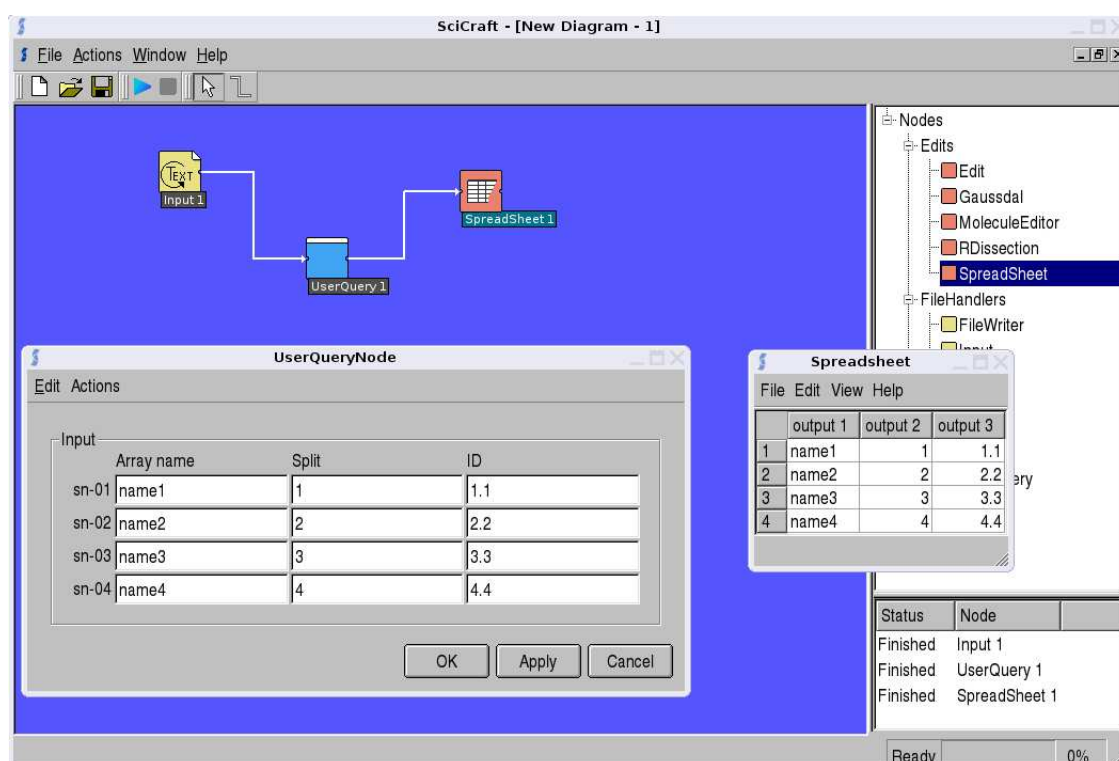 SciCraft - [New Diagram - 1]
File Actions Window Help
TEXT
Input 1
UserQuery 1
SpreadSheet 1
Nodes
Edits
Edit
Gaussdal
MoleculeEditor
RDissection
SpreadSheet
FileHandlers
FileWriter
UserQueryNode
Edit Actions
Input
Array name Split ID
sn-01 name1 1 1.1
sn-02 name2 2 2.2
sn-03 name3 3 3.3
sn-04 name4 4 4.4
OK Apply Cancel
Spreadsheet
File Edit View Help
output 1 output 2 output 3
1 name1 1 1.1
2 name2 2 2.2
3 name3 3 3.3
4 name4 4 4.4
Status Node
Finished Input 1
Finished UserQuery 1
Finished SpreadSheet 1
Ready 0%